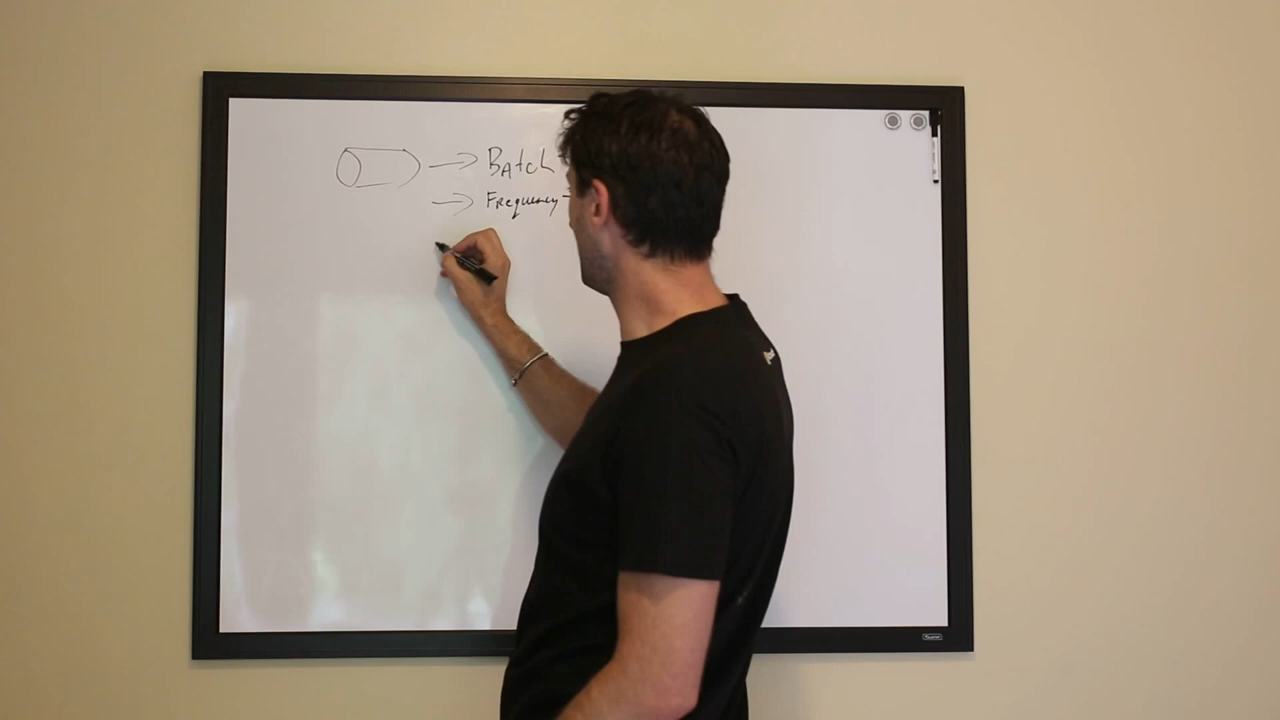 → BAtch
→ Frequency -